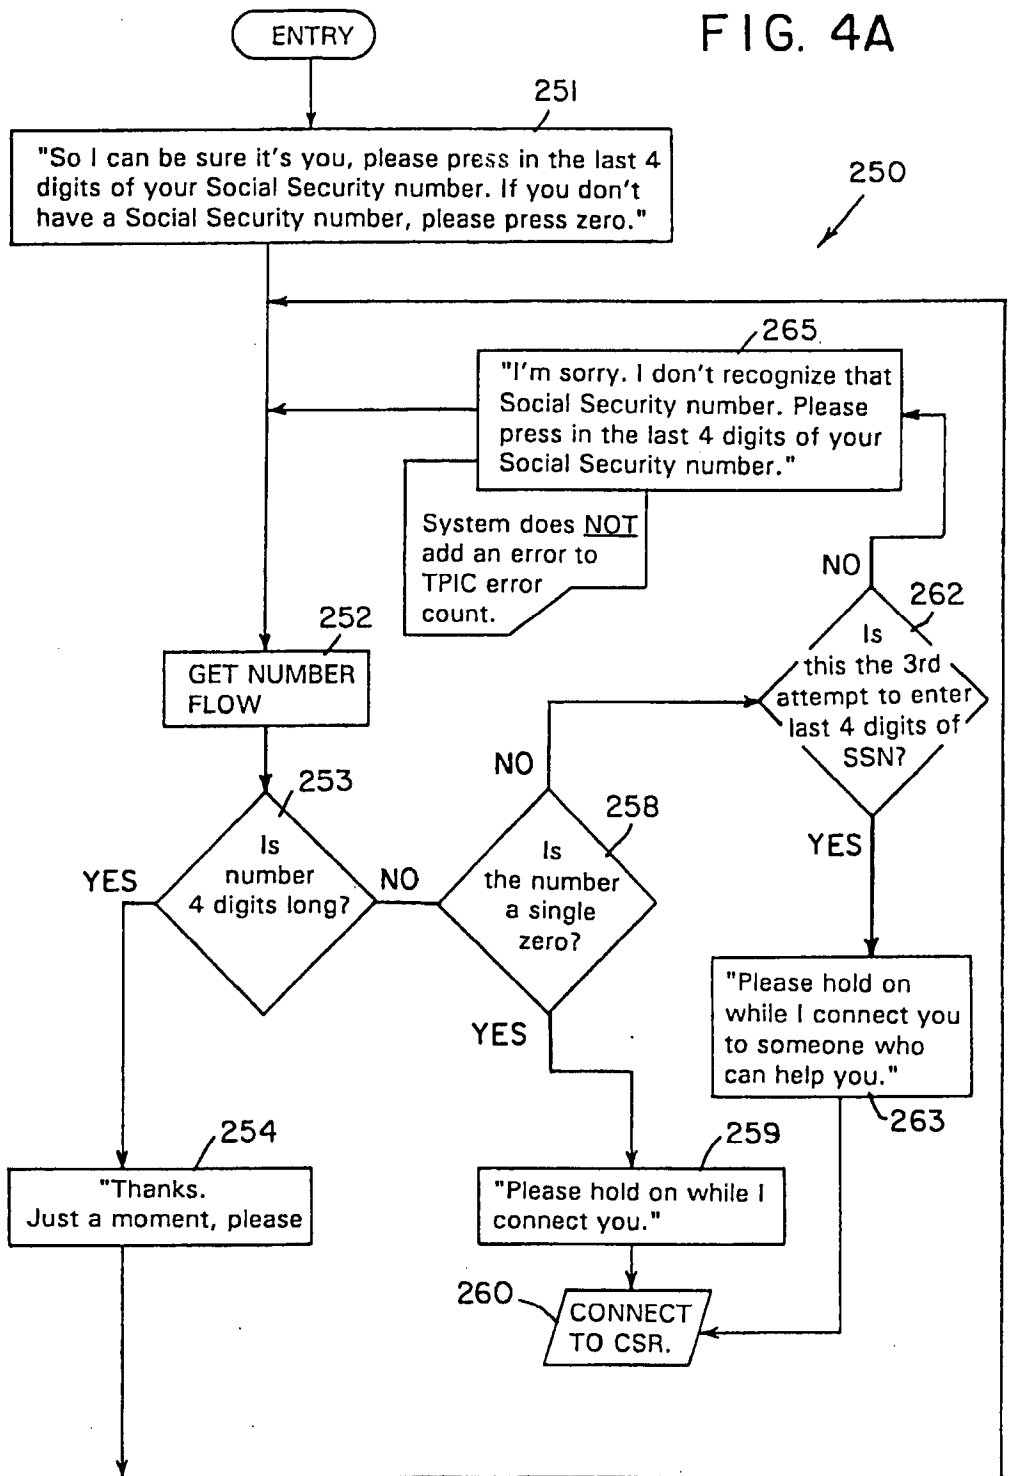 FIG. 4A
ENTRY
251
"So I can be sure it's you, please press in the last 4
digits of your Social Security number. If you don't
have a Social Security number, please press zero."
250
265
"I'm sorry. I don't recognize that
Social Security number. Please
press in the last 4 digits of your
Social Security number."
System does NOT
add an error to
TPIC error
count.
NO
262
Is
this the 3rd
attempt to enter
last 4 digits of
SSN?
252
GET NUMBER
FLOW
253
Is
number
4 digits long?
YES
NO
NO
258
Is
the number
a single
zero?
YES
YES
"Please hold on
while I connect you
to someone who
can help you."
263
254
"Thanks.
Just a moment, please
259
"Please hold on while I
connect you."
260
CONNECT
TO CSR.